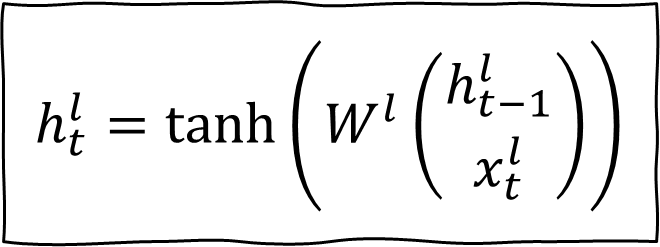 h_t^l = tanh(W^l (h_{t-1}^l
x_t^l))